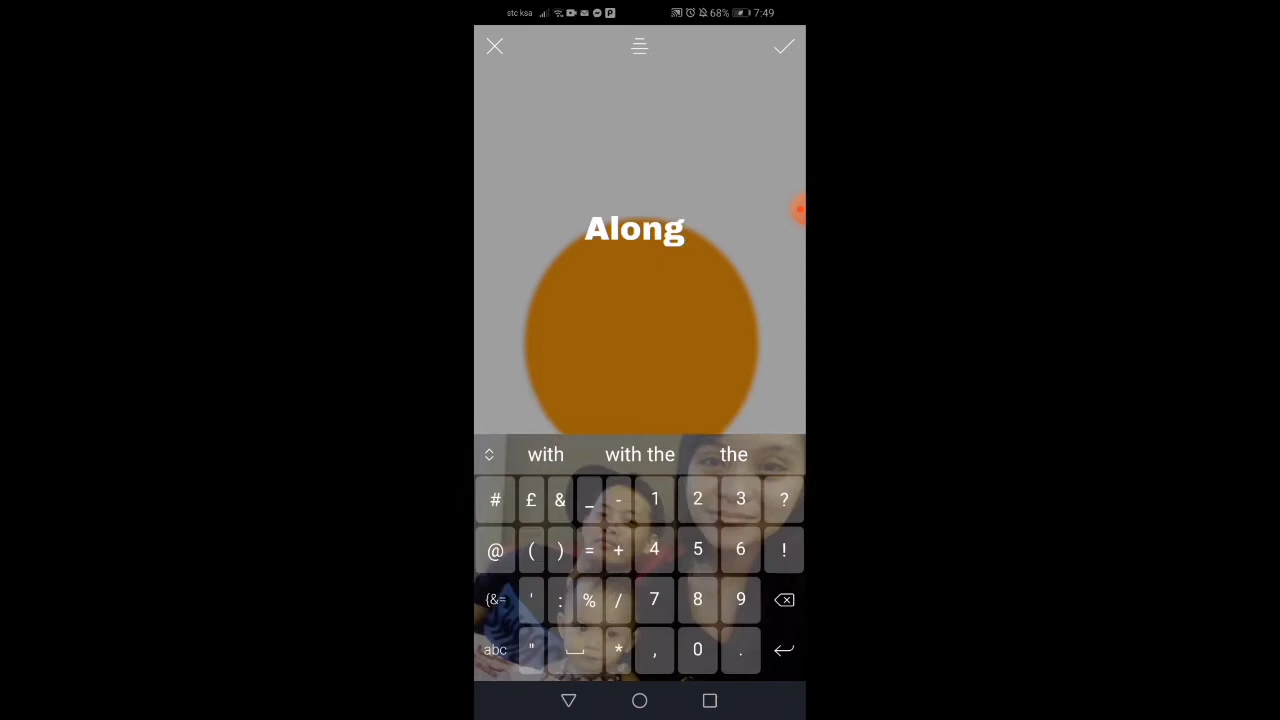 stc ksa 68% 7:49
Along
with with the the
# £ & _ - 1 2 3 ?
@ ( ) = + 4 5 6 !
{&= ' : % / 7 8 9
abc " * , 0 .